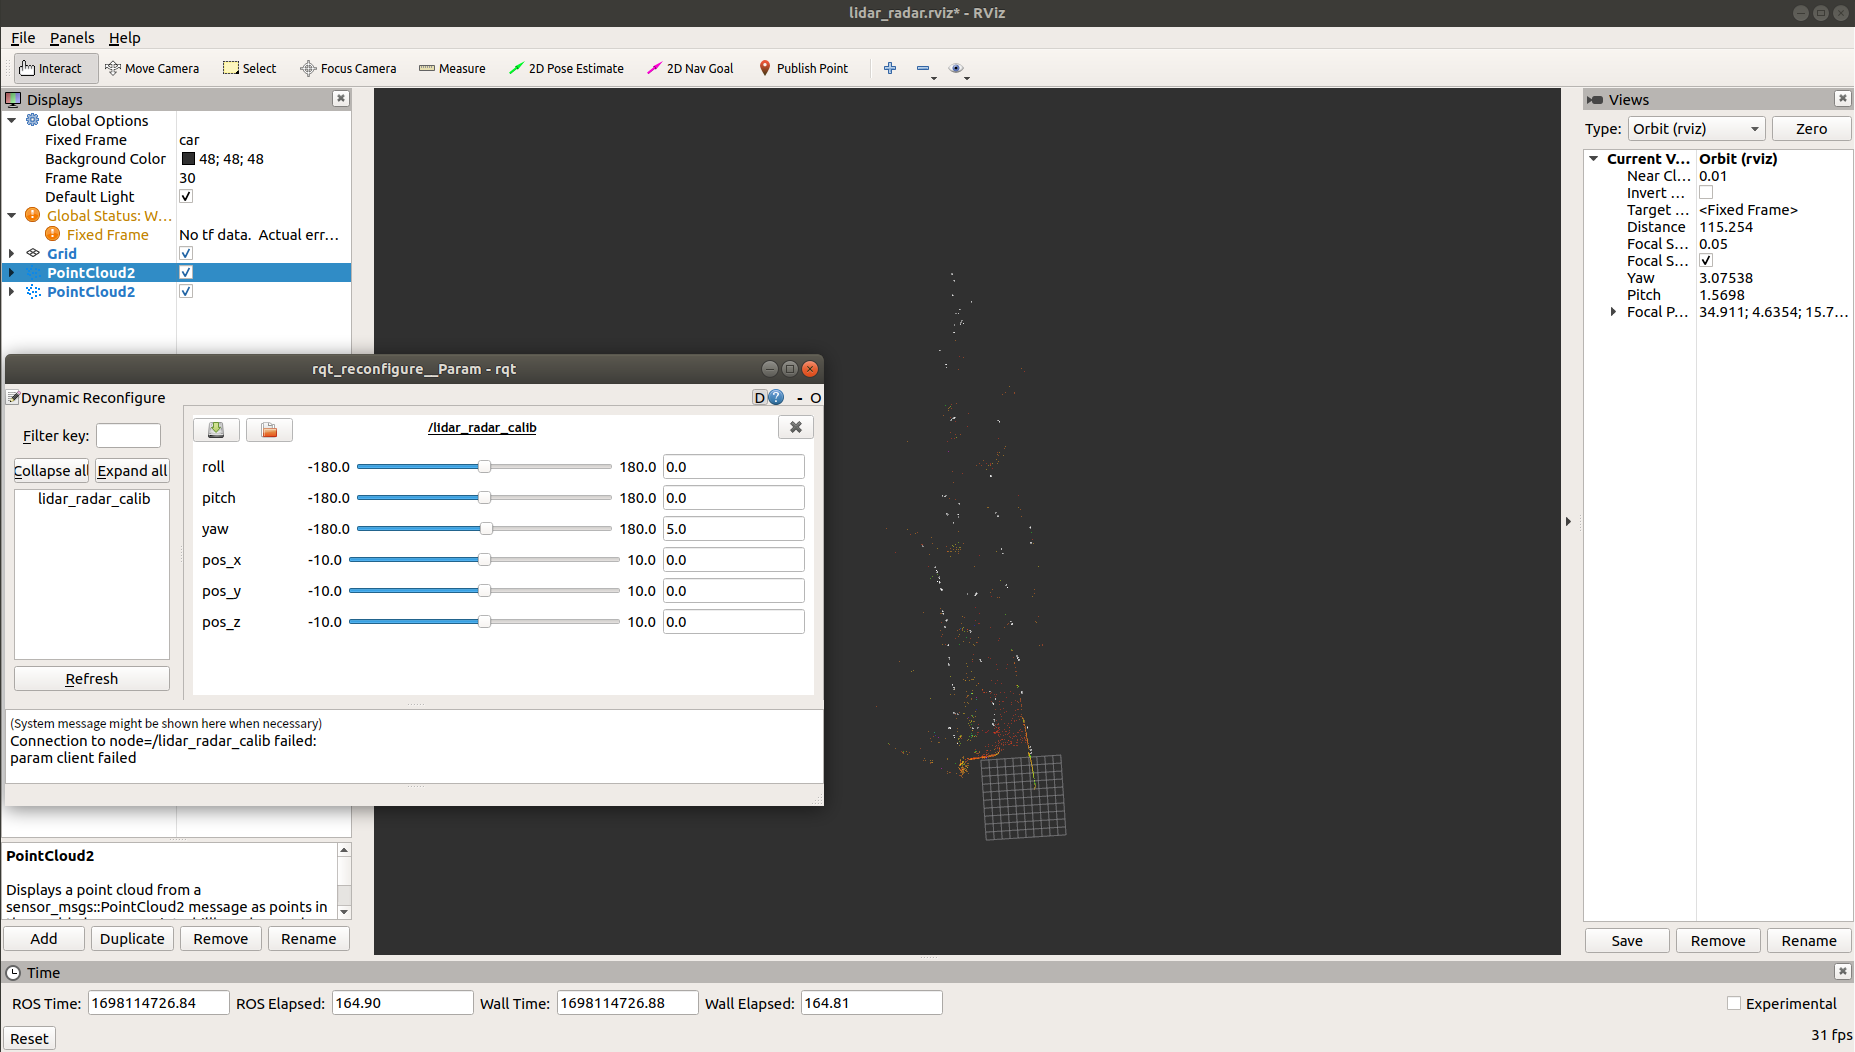 lidar_radar.rviz* - RViz
File Panels Help
Interact Move Camera Select Focus Camera Measure 2D Pose Estimate 2D Nav Goal Publish Point
Displays
Global Options
Fixed Frame car
Background Color 48; 48; 48
Frame Rate 30
Default Light
Global Status: W...
Fixed Frame No tf data. Actual err...
Grid
PointCloud2
PointCloud2
rqt_reconfigure__Param - rqt
Dynamic Reconfigure D ? - O
Filter key:
Collapse all Expand all
lidar_radar_calib
Refresh
/lidar_radar_calib
roll -180.0 180.0 0.0
pitch -180.0 180.0 0.0
yaw -180.0 180.0 5.0
pos_x -10.0 10.0 0.0
pos_y -10.0 10.0 0.0
pos_z -10.0 10.0 0.0
(System message might be shown here when necessary)
Connection to node=/lidar_radar_calib failed:
param client failed
PointCloud2
Displays a point cloud from a
sensor_msgs::PointCloud2 message as points in
Add Duplicate Remove Rename
Views
Type: Orbit (rviz) Zero
Current V... Orbit (rviz)
Near Cl... 0.01
Invert ...
Target ... <Fixed Frame>
Distance 115.254
Focal S... 0.05
Focal S...
Yaw 3.07538
Pitch 1.5698
Focal P... 34.911; 4.6354; 15.7...
Save Remove Rename
Time
ROS Time: 1698114726.84 ROS Elapsed: 164.90 Wall Time: 1698114726.88 Wall Elapsed: 164.81 Experimental
Reset 31 fps